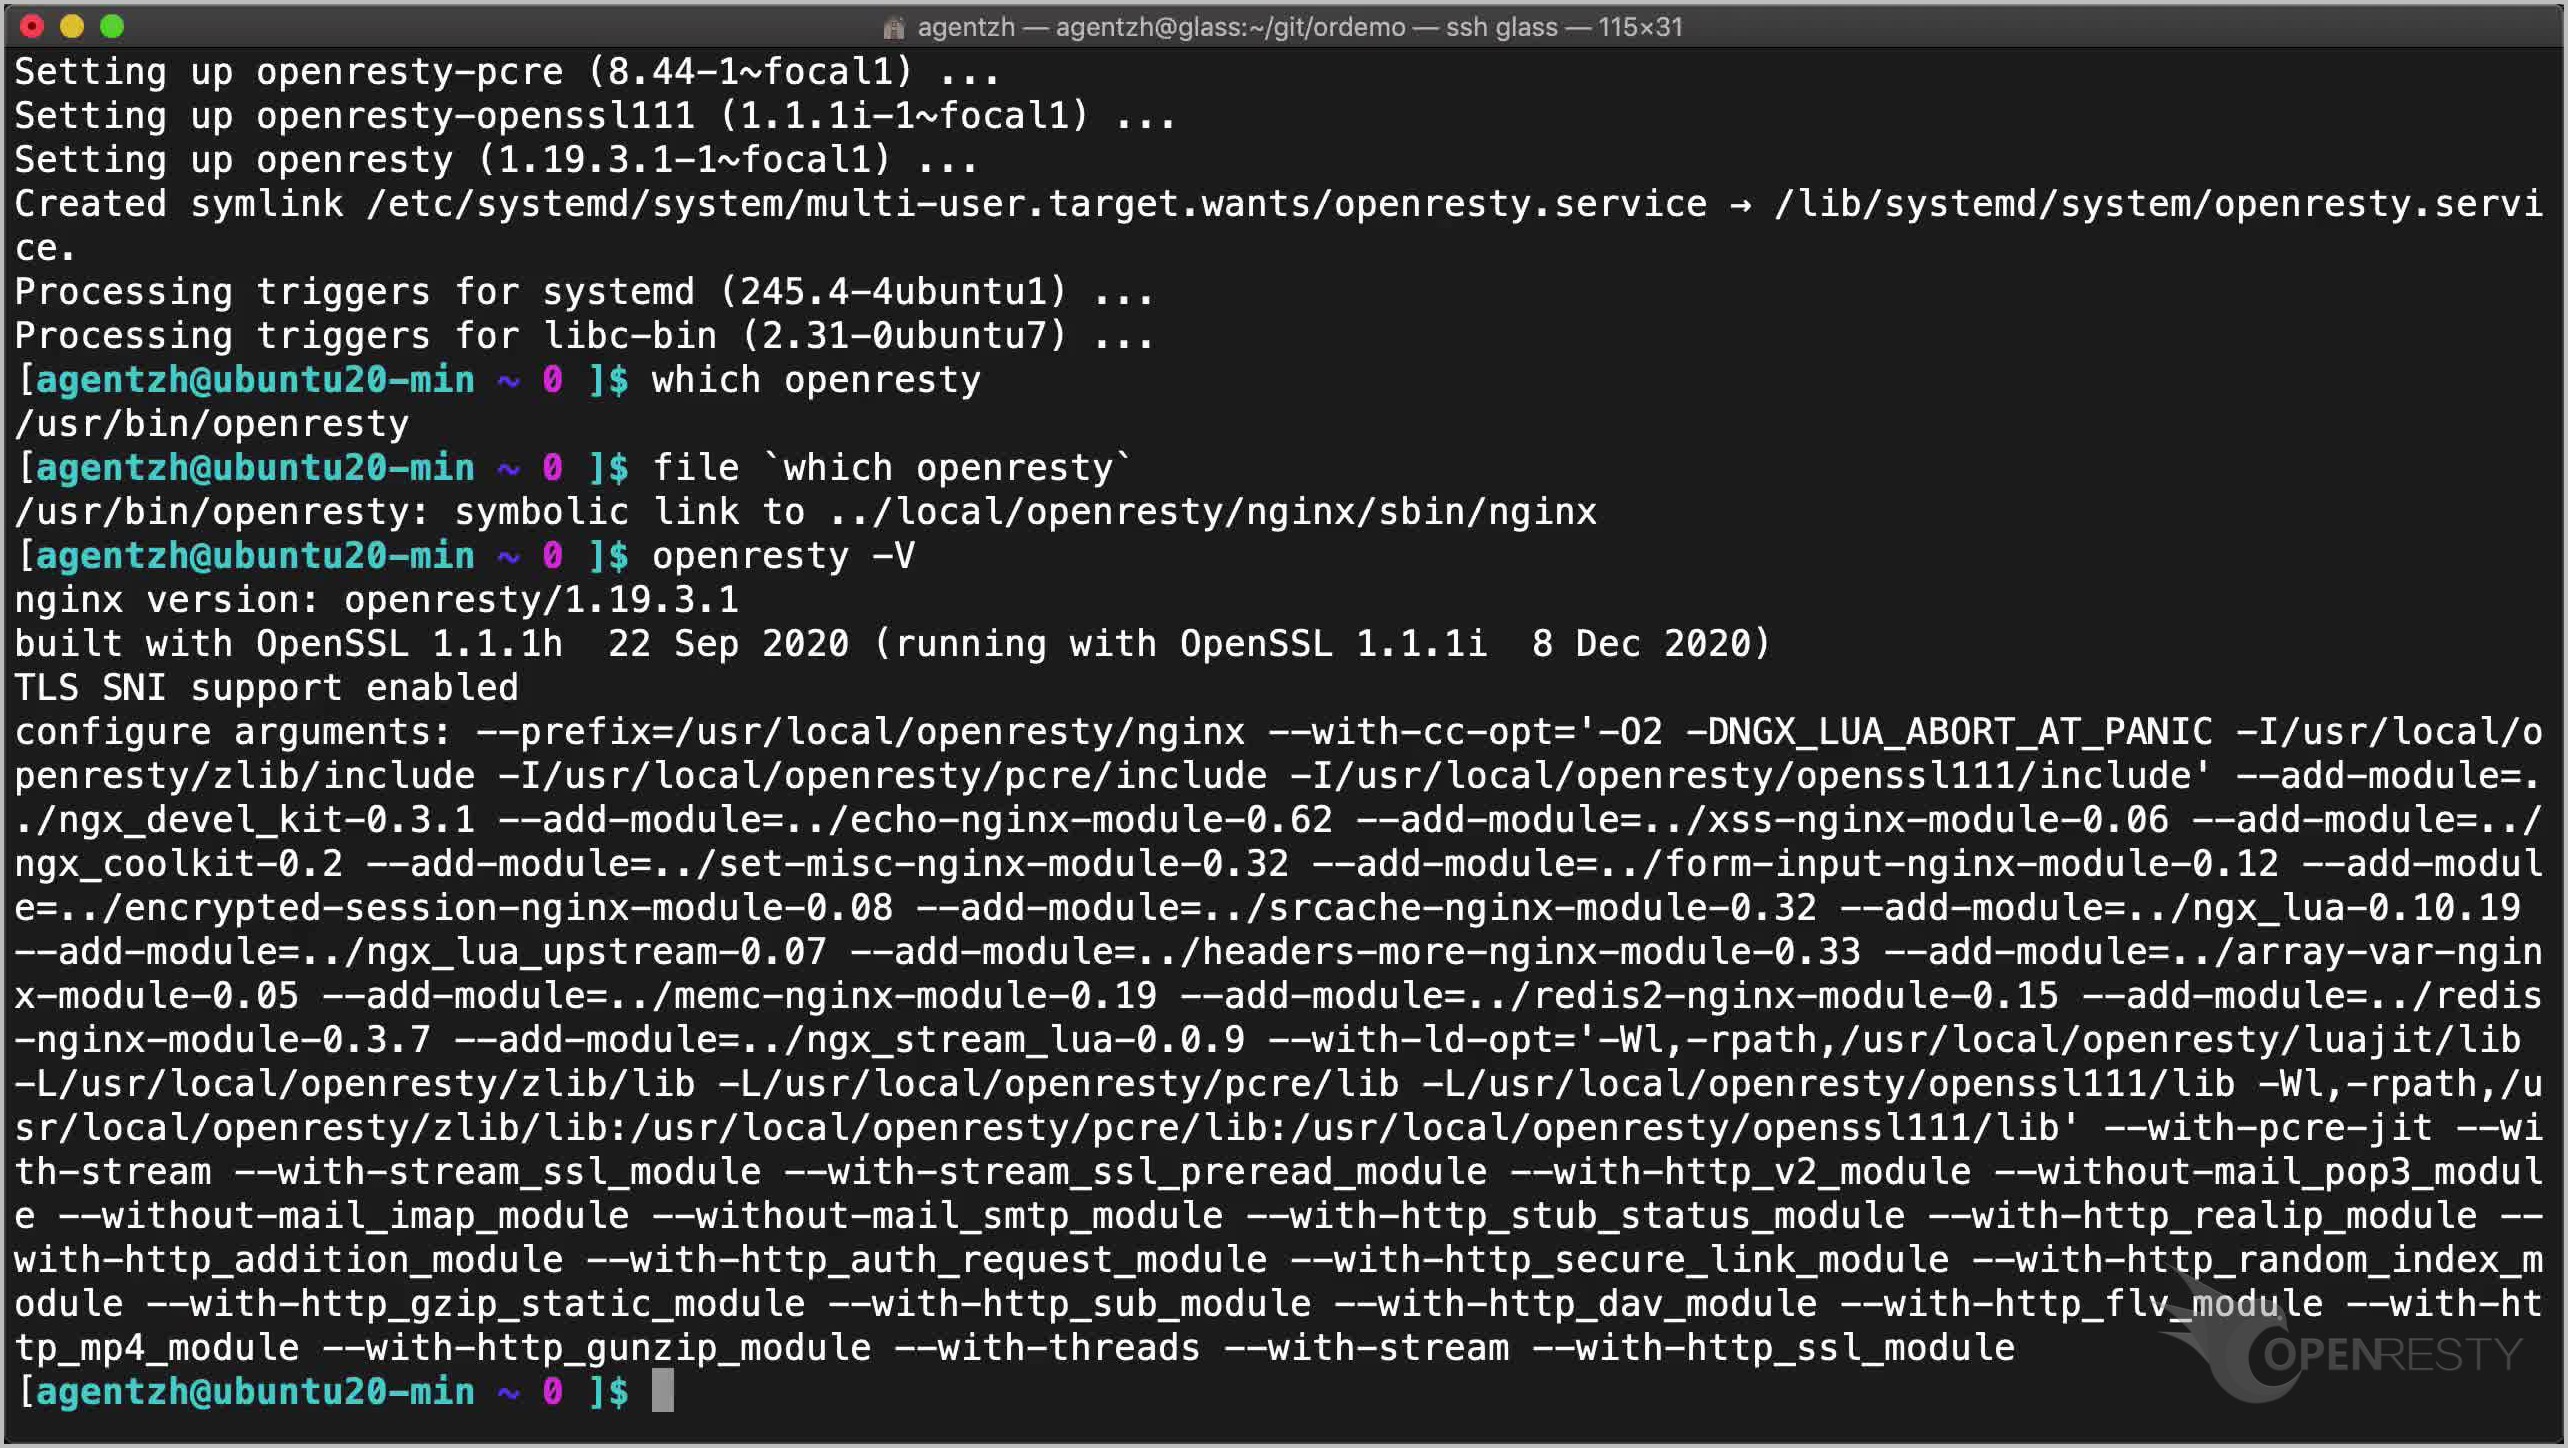 agentzh — agentzh@glass:~/git/ordemo — ssh glass — 115×31
Setting up openresty-pcre (8.44-1~focal1) ...
Setting up openresty-openssl111 (1.1.1i-1~focal1) ...
Setting up openresty (1.19.3.1-1~focal1) ...
Created symlink /etc/systemd/system/multi-user.target.wants/openresty.service → /lib/systemd/system/openresty.servi
ce.
Processing triggers for systemd (245.4-4ubuntu1) ...
Processing triggers for libc-bin (2.31-0ubuntu7) ...
[agentzh@ubuntu20-min ~ 0 ]$ which openresty
/usr/bin/openresty
[agentzh@ubuntu20-min ~ 0 ]$ file `which openresty`
/usr/bin/openresty: symbolic link to ../local/openresty/nginx/sbin/nginx
[agentzh@ubuntu20-min ~ 0 ]$ openresty -V
nginx version: openresty/1.19.3.1
built with OpenSSL 1.1.1h  22 Sep 2020 (running with OpenSSL 1.1.1i  8 Dec 2020)
TLS SNI support enabled
configure arguments: --prefix=/usr/local/openresty/nginx --with-cc-opt='-O2 -DNGX_LUA_ABORT_AT_PANIC -I/usr/local/o
penresty/zlib/include -I/usr/local/openresty/pcre/include -I/usr/local/openresty/openssl111/include' --add-module=.
./ngx_devel_kit-0.3.1 --add-module=../echo-nginx-module-0.62 --add-module=../xss-nginx-module-0.06 --add-module=../
ngx_coolkit-0.2 --add-module=../set-misc-nginx-module-0.32 --add-module=../form-input-nginx-module-0.12 --add-modul
e=../encrypted-session-nginx-module-0.08 --add-module=../srcache-nginx-module-0.32 --add-module=../ngx_lua-0.10.19
--add-module=../ngx_lua_upstream-0.07 --add-module=../headers-more-nginx-module-0.33 --add-module=../array-var-ngin
x-module-0.05 --add-module=../memc-nginx-module-0.19 --add-module=../redis2-nginx-module-0.15 --add-module=../redis
-nginx-module-0.3.7 --add-module=../ngx_stream_lua-0.0.9 --with-ld-opt='-Wl,-rpath,/usr/local/openresty/luajit/lib
-L/usr/local/openresty/zlib/lib -L/usr/local/openresty/pcre/lib -L/usr/local/openresty/openssl111/lib -Wl,-rpath,/u
sr/local/openresty/zlib/lib:/usr/local/openresty/pcre/lib:/usr/local/openresty/openssl111/lib' --with-pcre-jit --wi
th-stream --with-stream_ssl_module --with-stream_ssl_preread_module --with-http_v2_module --without-mail_pop3_modul
e --without-mail_imap_module --without-mail_smtp_module --with-http_stub_status_module --with-http_realip_module --
with-http_addition_module --with-http_auth_request_module --with-http_secure_link_module --with-http_random_index_m
odule --with-http_gzip_static_module --with-http_sub_module --with-http_dav_module --with-http_flv_module --with-ht
tp_mp4_module --with-http_gunzip_module --with-threads --with-stream --with-http_ssl_module
OPENRESTY
[agentzh@ubuntu20-min ~ 0 ]$